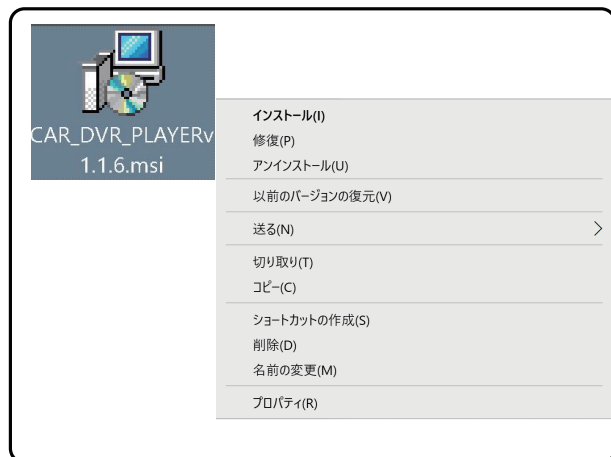 CAR_DVR_PLAYERv
1.1.6.msi
インストール(I)
修復(P)
アンインストール(U)
以前のバージョンの復元(V)
送る(N)
切り取り(T)
コピー(C)
ショートカットの作成(S)
削除(D)
名前の変更(M)
プロパティ(R)